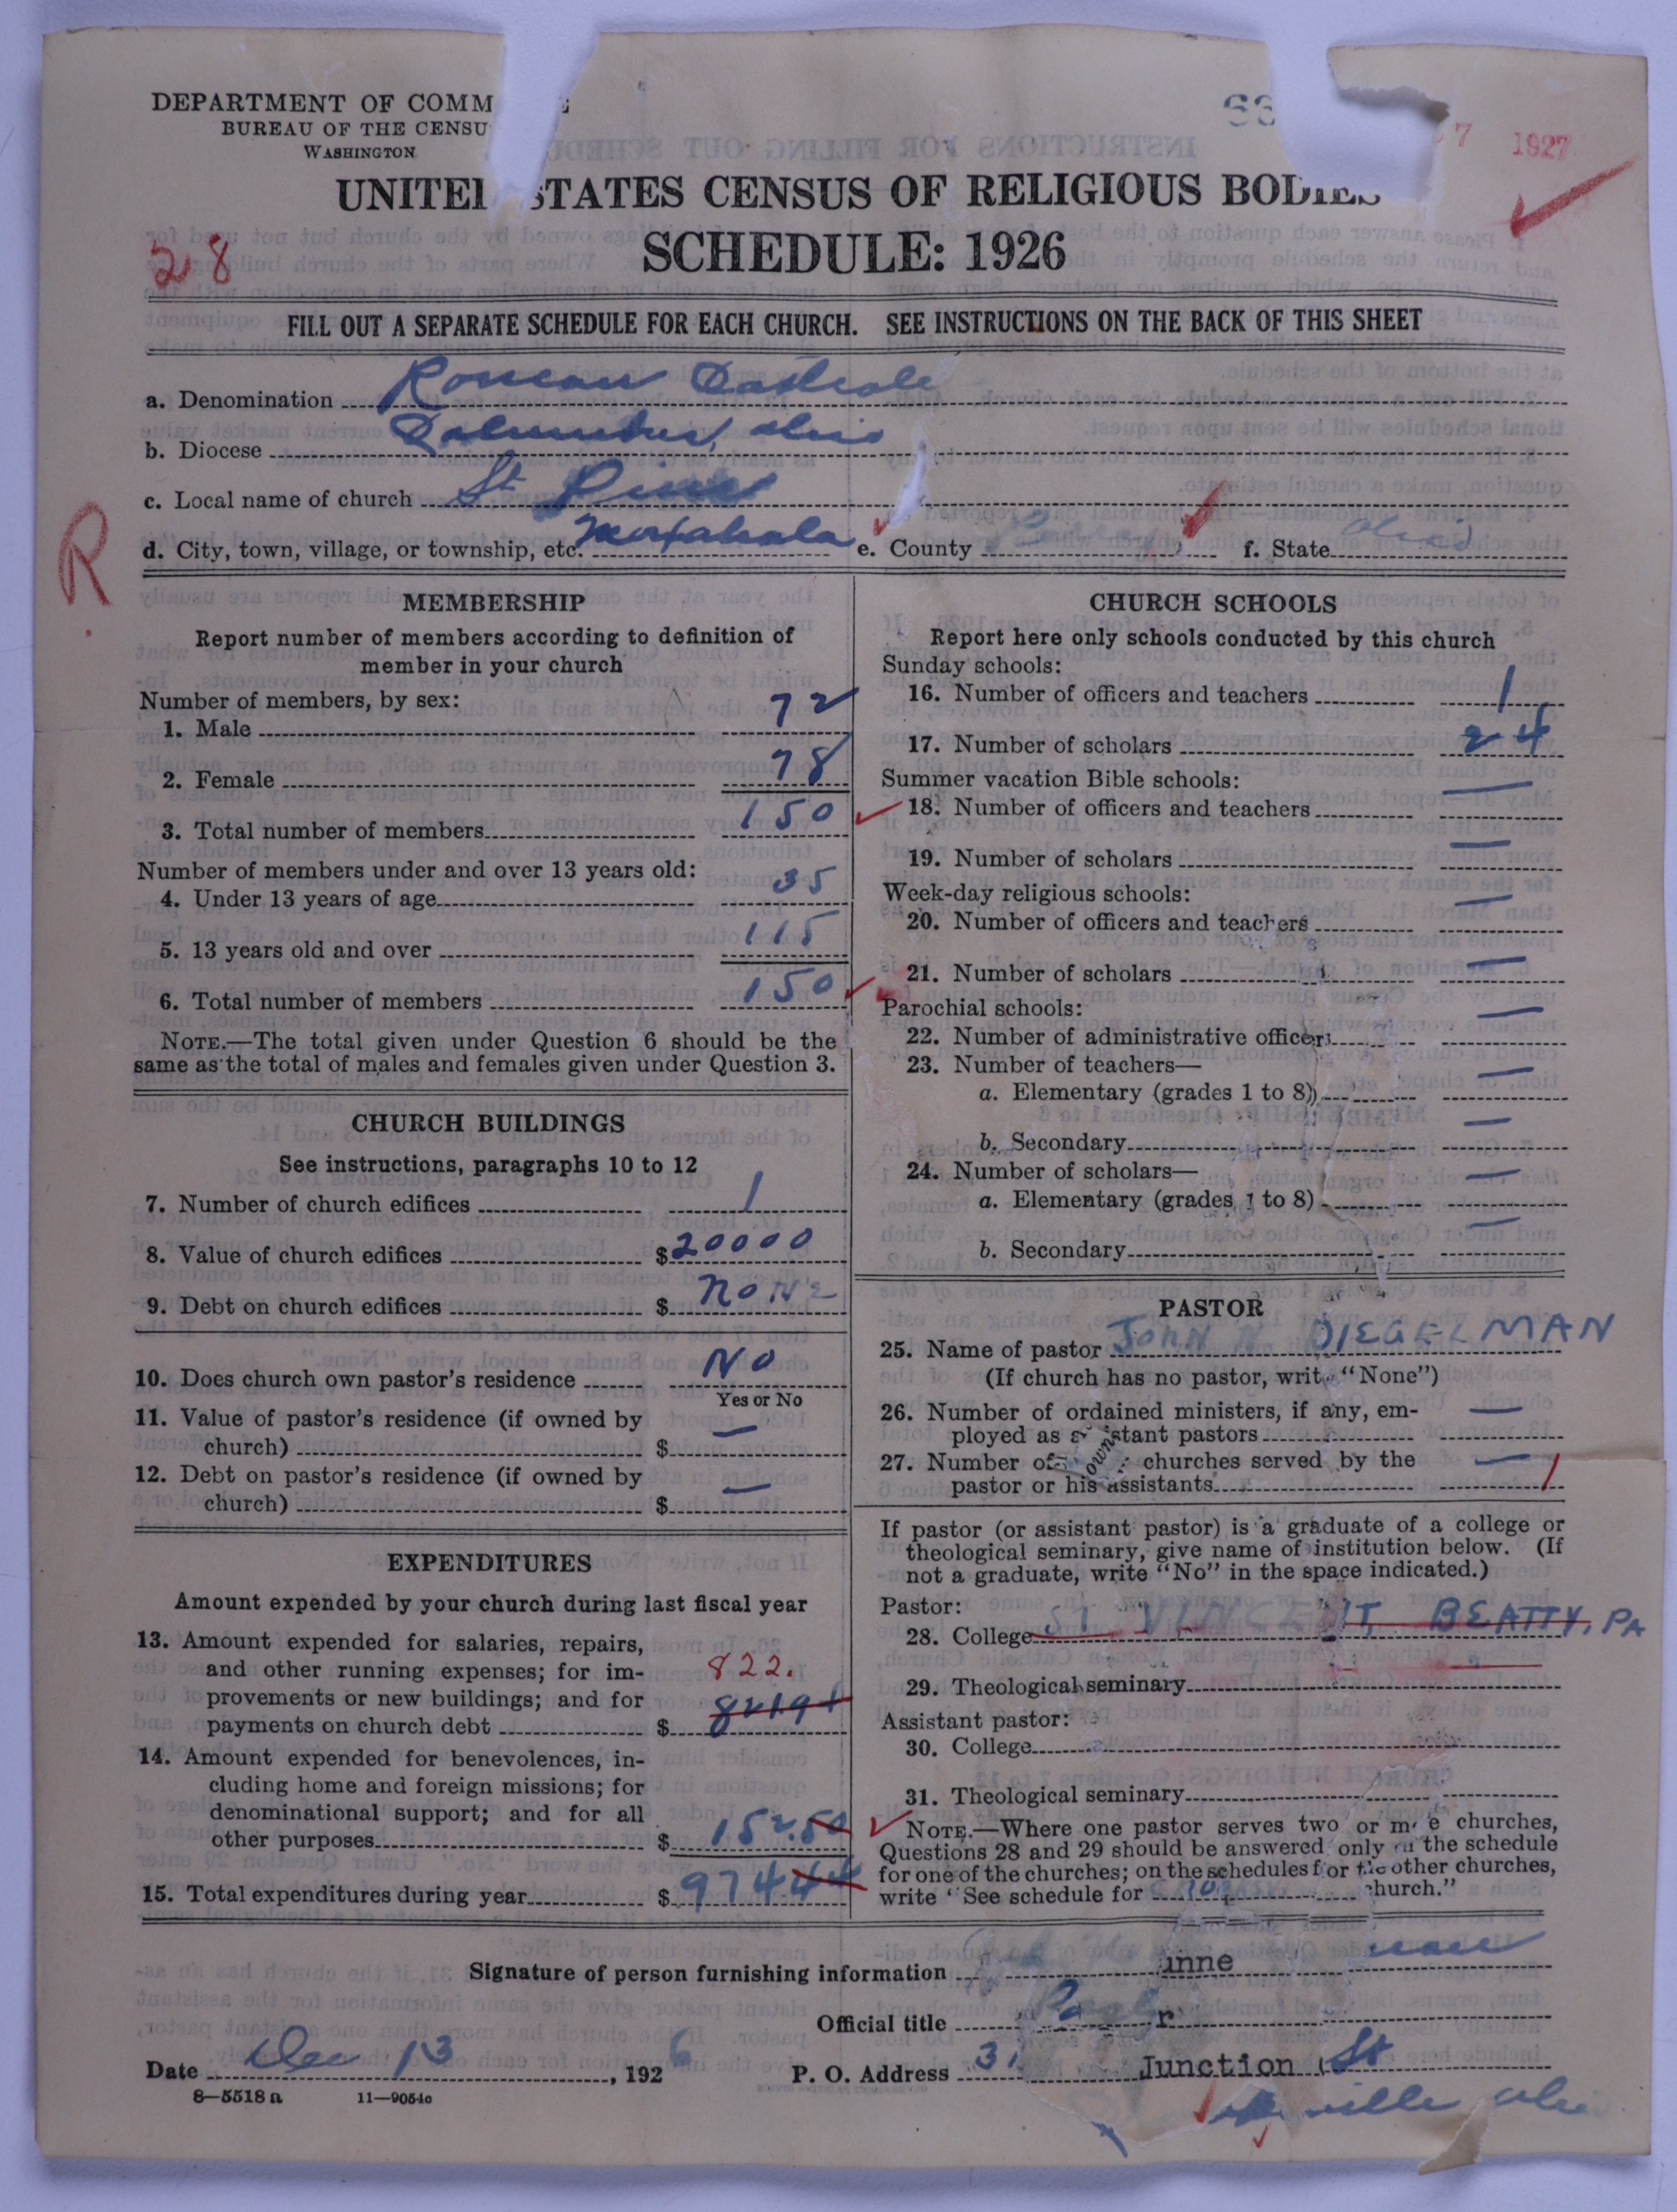 DEPARTMENT OF COMM
BUREAU OF THE CENSU
WASHINGTON
7 1927
UNITED STATES CENSUS OF RELIGIOUS BODIES
28
SCHEDULE: 1926
FILL OUT A SEPARATE SCHEDULE FOR EACH CHURCH. SEE INSTRUCTIONS ON THE BACK OF THIS SHEET
a. Denomination Roman Catholic
b. Diocese Columbus, Ohio
c. Local name of church St Pius
d. City, town, village, or township, etc. Moxahala e. County f. State Ohio
R
MEMBERSHIP
Report number of members according to definition of
member in your church
Number of members, by sex:
1. Male 72
2. Female 78
3. Total number of members 150
Number of members under and over 13 years old:
4. Under 13 years of age 35
5. 13 years old and over 115
6. Total number of members 150
NOTE.—The total given under Question 6 should be the
same as the total of males and females given under Question 3.
CHURCH BUILDINGS
See instructions, paragraphs 10 to 12
7. Number of church edifices 1
8. Value of church edifices $20000
9. Debt on church edifices $ NONE
10. Does church own pastor's residence NO
Yes or No
11. Value of pastor's residence (if owned by
church) $ —
12. Debt on pastor's residence (if owned by
church) $ —
EXPENDITURES
Amount expended by your church during last fiscal year
13. Amount expended for salaries, repairs,
and other running expenses; for im- 822.
provements or new buildings; and for
payments on church debt $ 821.94
14. Amount expended for benevolences, in-
cluding home and foreign missions; for
denominational support; and for all
other purposes $ 152.50
15. Total expenditures during year $ 974 44
CHURCH SCHOOLS
Report here only schools conducted by this church
Sunday schools:
16. Number of officers and teachers 1
17. Number of scholars 24
Summer vacation Bible schools:
18. Number of officers and teachers —
19. Number of scholars —
Week-day religious schools:
20. Number of officers and teachers —
21. Number of scholars —
Parochial schools:
22. Number of administrative officers —
23. Number of teachers—
a. Elementary (grades 1 to 8) —
b. Secondary —
24. Number of scholars—
a. Elementary (grades 1 to 8) —
b. Secondary —
PASTOR
25. Name of pastor JOHN N. DIEGELMAN
(If church has no pastor, write "None")
26. Number of ordained ministers, if any, em-
ployed as assistant pastors —
27. Number of churches served by the
pastor or his assistants — 1
If pastor (or assistant pastor) is a graduate of a college or
theological seminary, give name of institution below. (If
not a graduate, write "No" in the space indicated.)
Pastor:
28. College ST VINCENT BEATTY, PA
29. Theological seminary
Assistant pastor:
30. College
31. Theological seminary
NOTE.—Where one pastor serves two or more churches,
Questions 28 and 29 should be answered only on the schedule
for one of the churches; on the schedules for the other churches,
write "See schedule for church."
Signature of person furnishing information
Official title
Date Dec 13, 1926 P. O. Address 31 Junction St
ville Ohio
8—5518 a 11—9054c